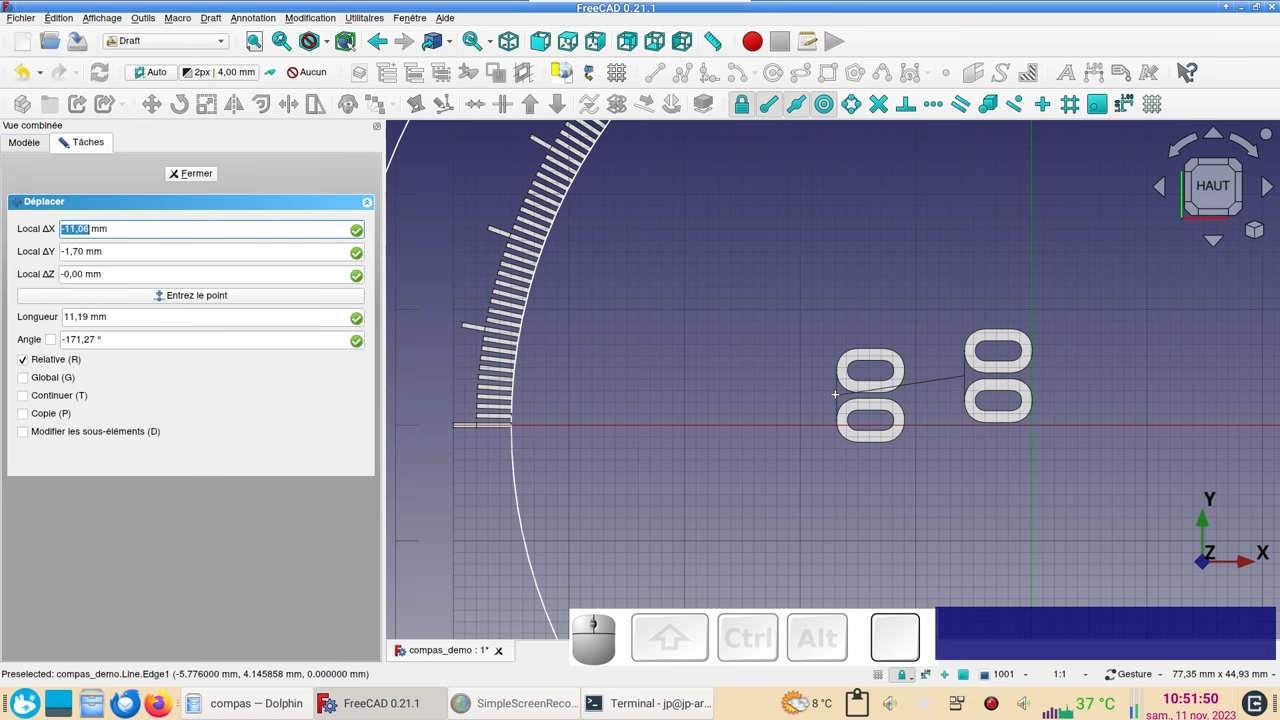 FreeCAD 0.21.1
Fichier Édition Affichage Outils Macro Draft Annotation Modification Utilitaires Fenêtre Aide
Draft
Auto 2px | 4,00 mm Aucun
Vue combinée
Modèle Tâches
Fermer
Déplacer
Local ΔX -11,06 mm
Local ΔY -1,70 mm
Local ΔZ -0,00 mm
Entrez le point
Longueur 11,19 mm
Angle -171,27 °
Relative (R)
Global (G)
Continuer (T)
Copie (P)
Modifier les sous-éléments (D)
HAUT
00
00
Y
Z X
Ctrl Alt
compas_demo : 1*
Preselected: compas_demo.Line.Edge1 (-5.776000 mm, 4.145858 mm, 0.000000 mm)
1001 1:1 Gesture 77,35 mm x 44,93 mm
compas — Dolphin
FreeCAD 0.21.1
SimpleScreenReco...
Terminal - jp@jp-ar...
8°C
37 °C
10:51:50
sam., 11 nov. 2023